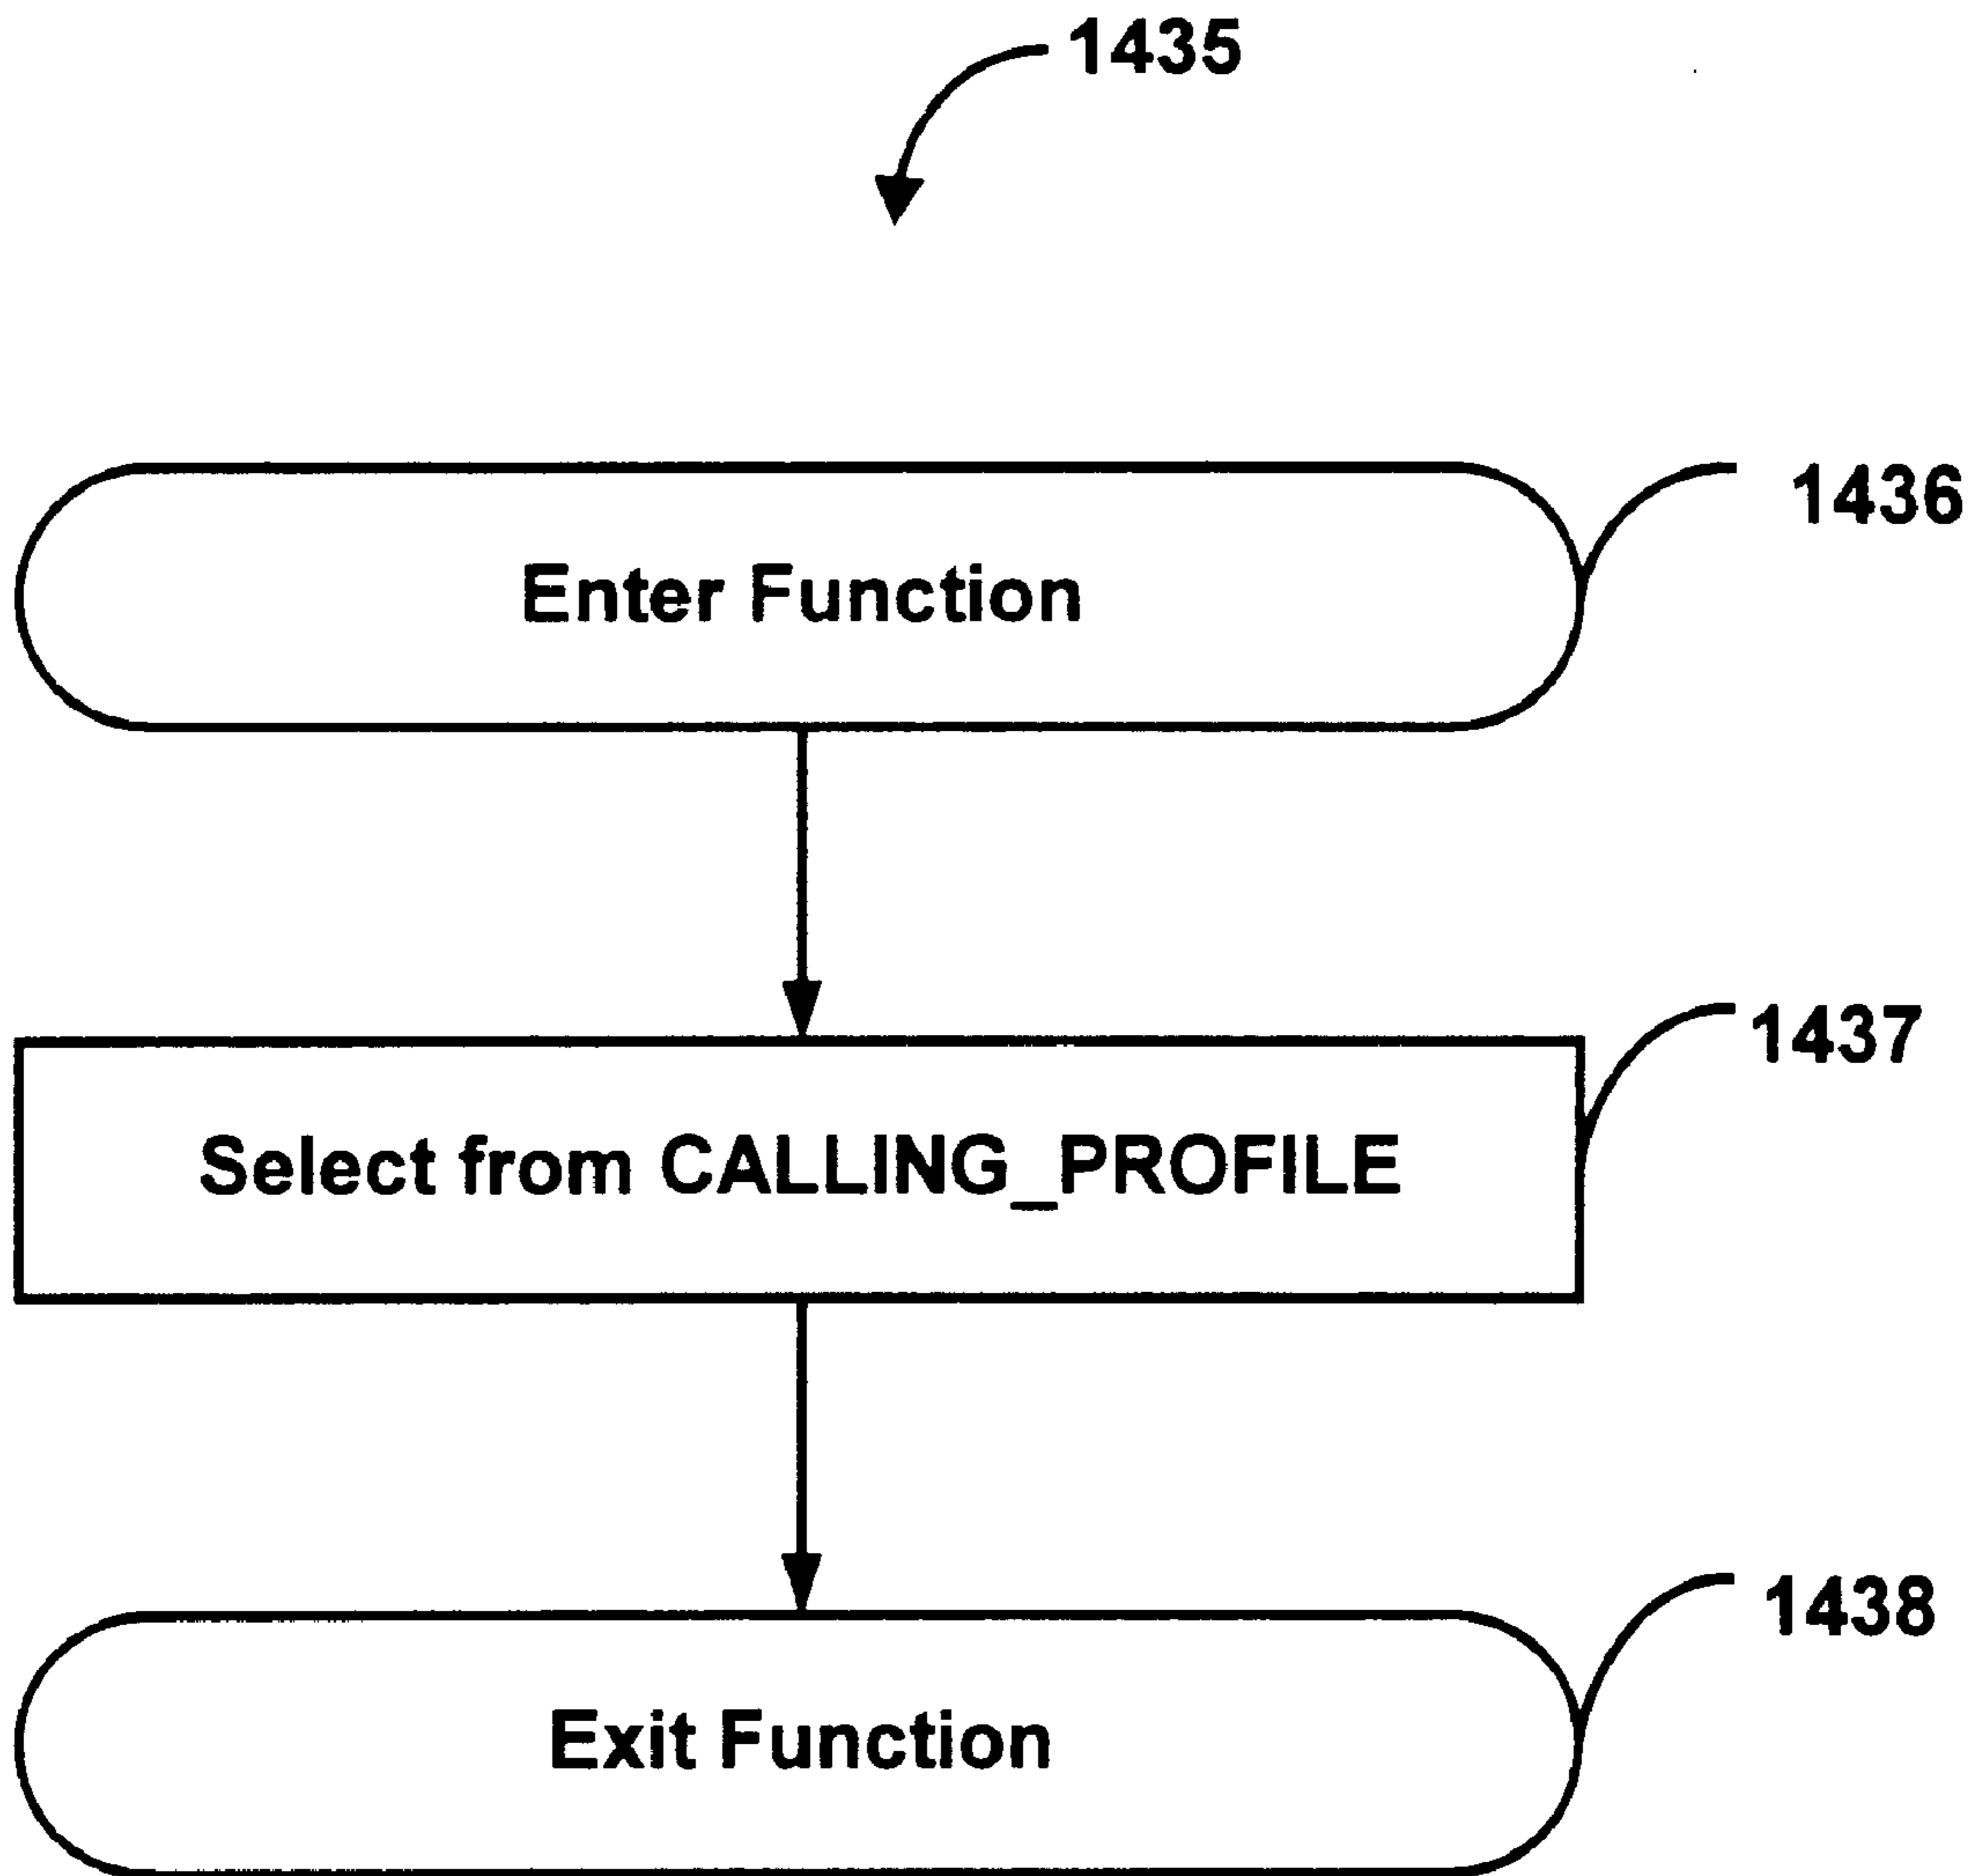 1435
Enter Function
1436
Select from CALLING_PROFILE
1437
Exit Function
1438